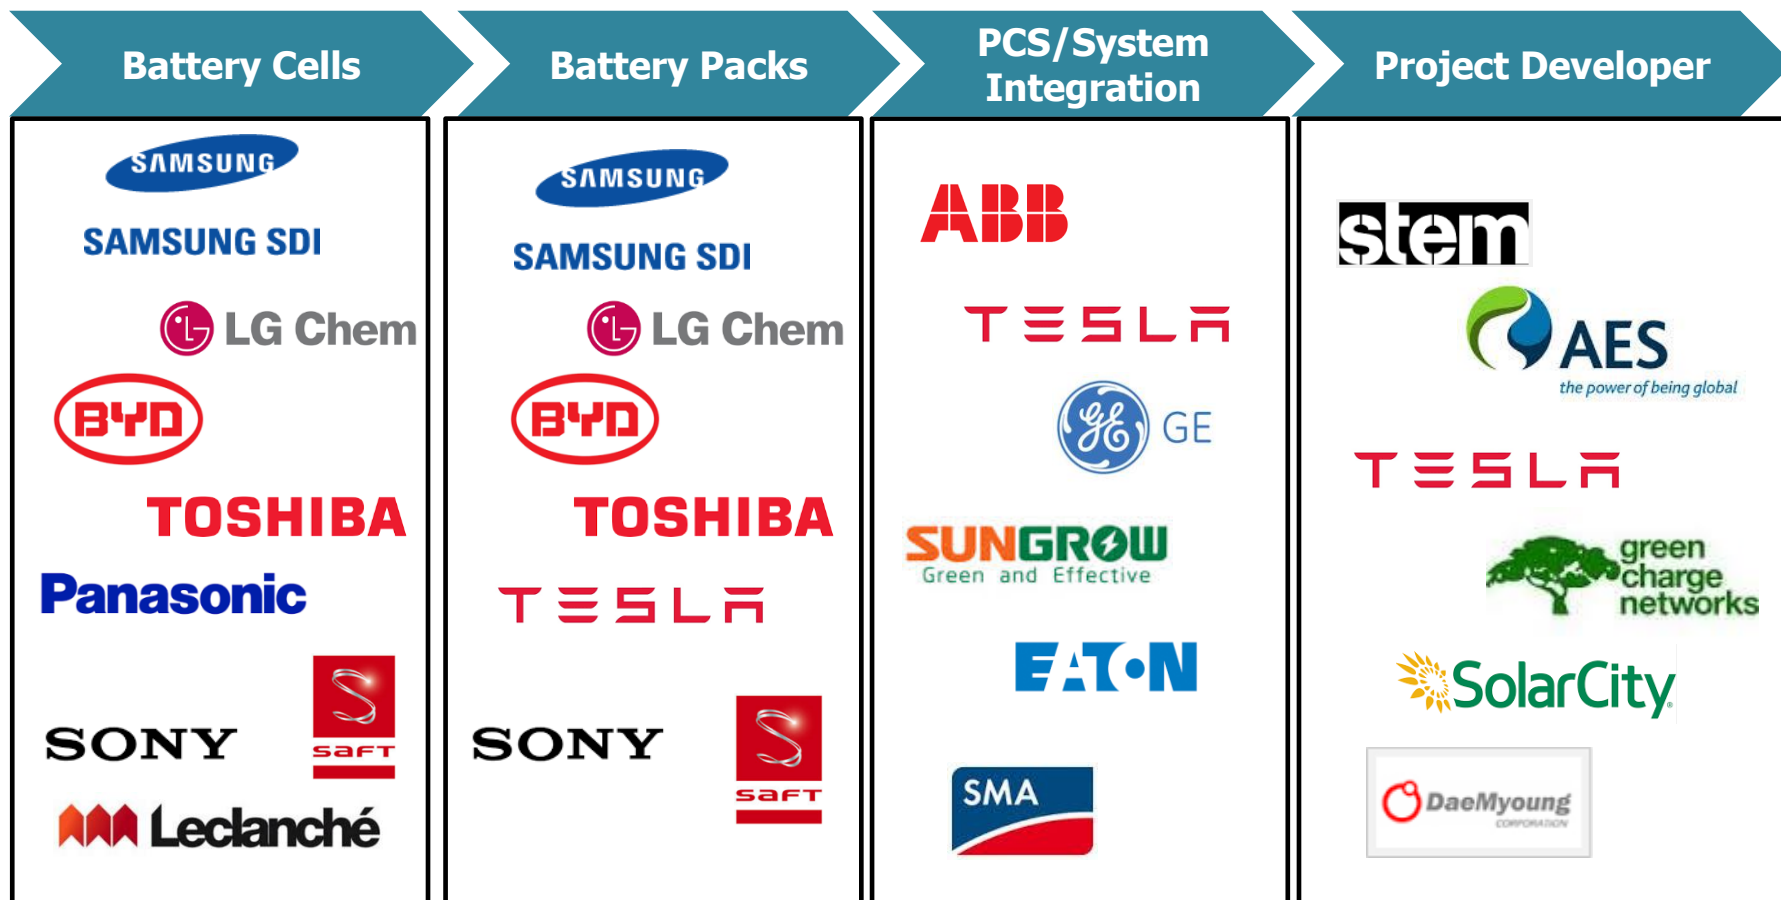 Battery Cells
Battery Packs
PCS/System
Integration
Project Developer
SAMSUNG
SAMSUNG SDI
LG Chem
BYD
TOSHIBA
Panasonic
SONY
saft
Leclanché
SAMSUNG
SAMSUNG SDI
LG Chem
BYD
TOSHIBA
TESLA
SONY
saft
ABB
TESLA
GE GE
SUNGROW
Green and Effective
EATON
SMA
stem
AES
the power of being global
TESLA
green
charge
networks
SolarCity
DaeMyoung
CORPORATION